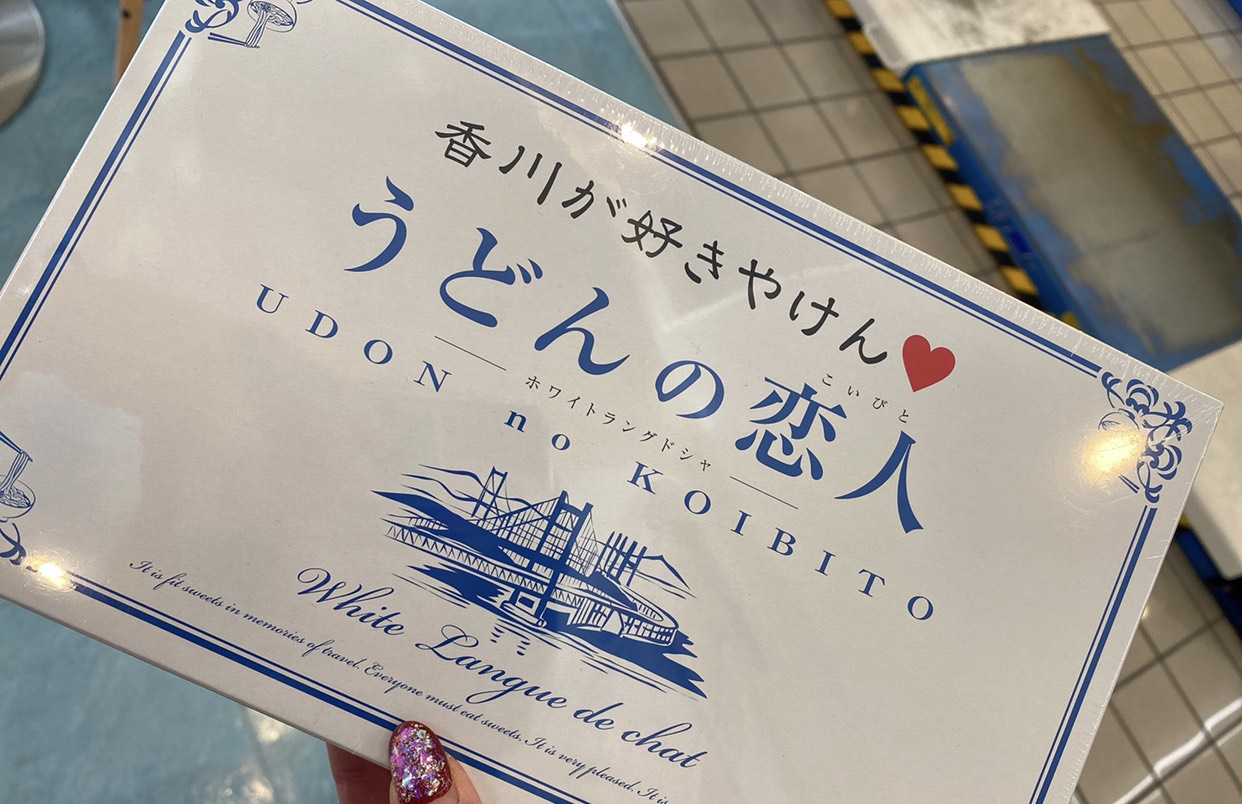 香川が好きやけん♥
こいびと
うどんの恋人
ホワイトラングドシャ
UDON no KOIBITO
White Langue de chat
It is fit sweets in memories of travel. Everyone must eat sweets. It is very pleased. It is